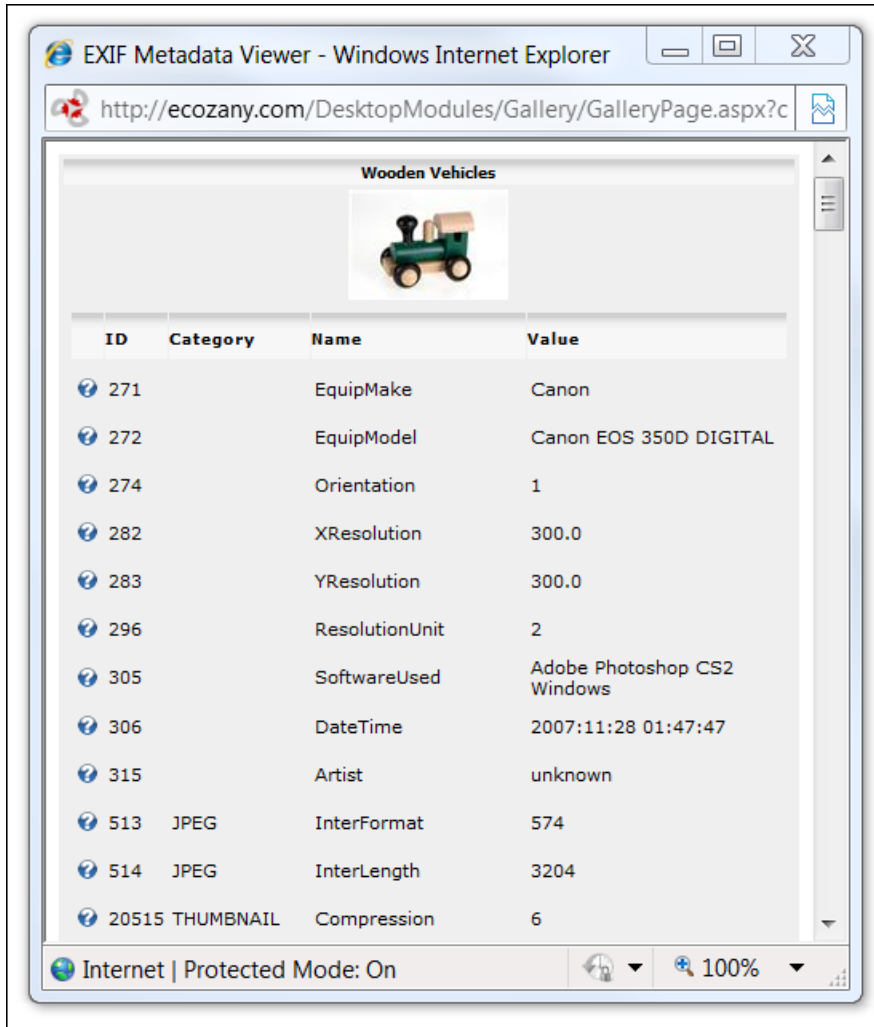 EXIF Metadata Viewer - Windows Internet Explorer
http://ecozany.com/DesktopModules/Gallery/GalleryPage.aspx?c
Wooden Vehicles
ID Category Name Value
271 EquipMake Canon
272 EquipModel Canon EOS 350D DIGITAL
274 Orientation 1
282 XResolution 300.0
283 YResolution 300.0
296 ResolutionUnit 2
305 SoftwareUsed Adobe Photoshop CS2
Windows
306 DateTime 2007:11:28 01:47:47
315 Artist unknown
513 JPEG InterFormat 574
514 JPEG InterLength 3204
20515 THUMBNAIL Compression 6
Internet | Protected Mode: On 100%